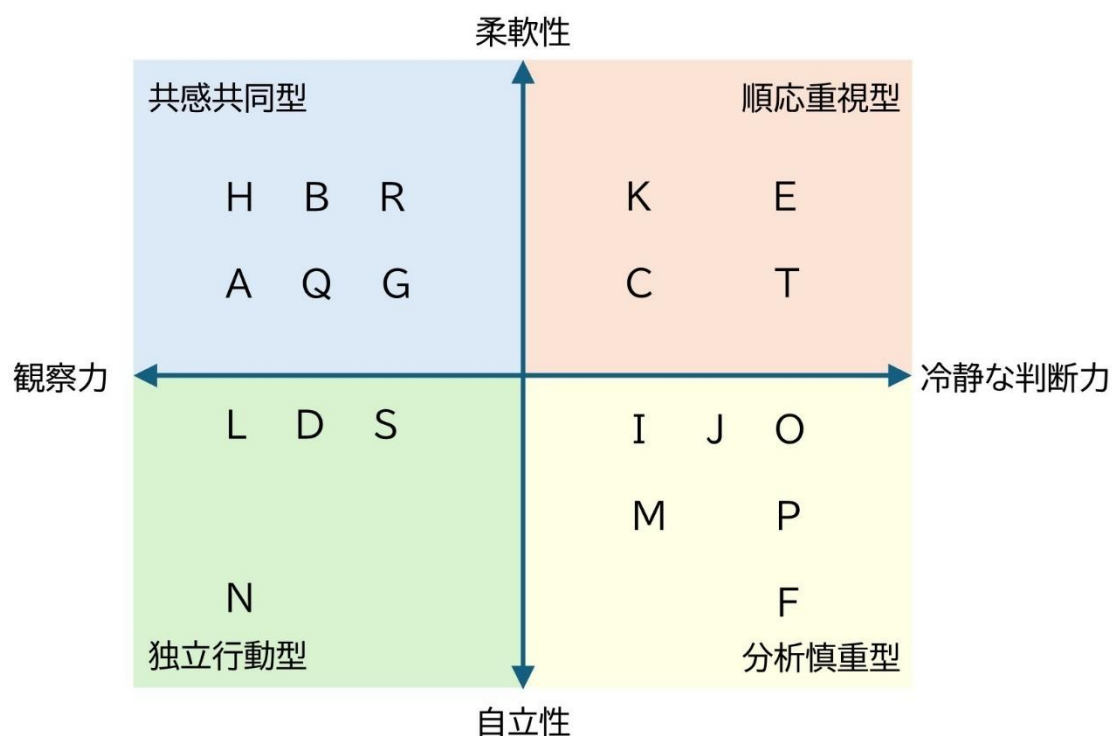 柔軟性
共感共同型
順応重視型
H B R
K E
A Q G
C T
観察力
冷静な判断力
L D S
I J O
M P
N
F
独立行動型
分析慎重型
自立性